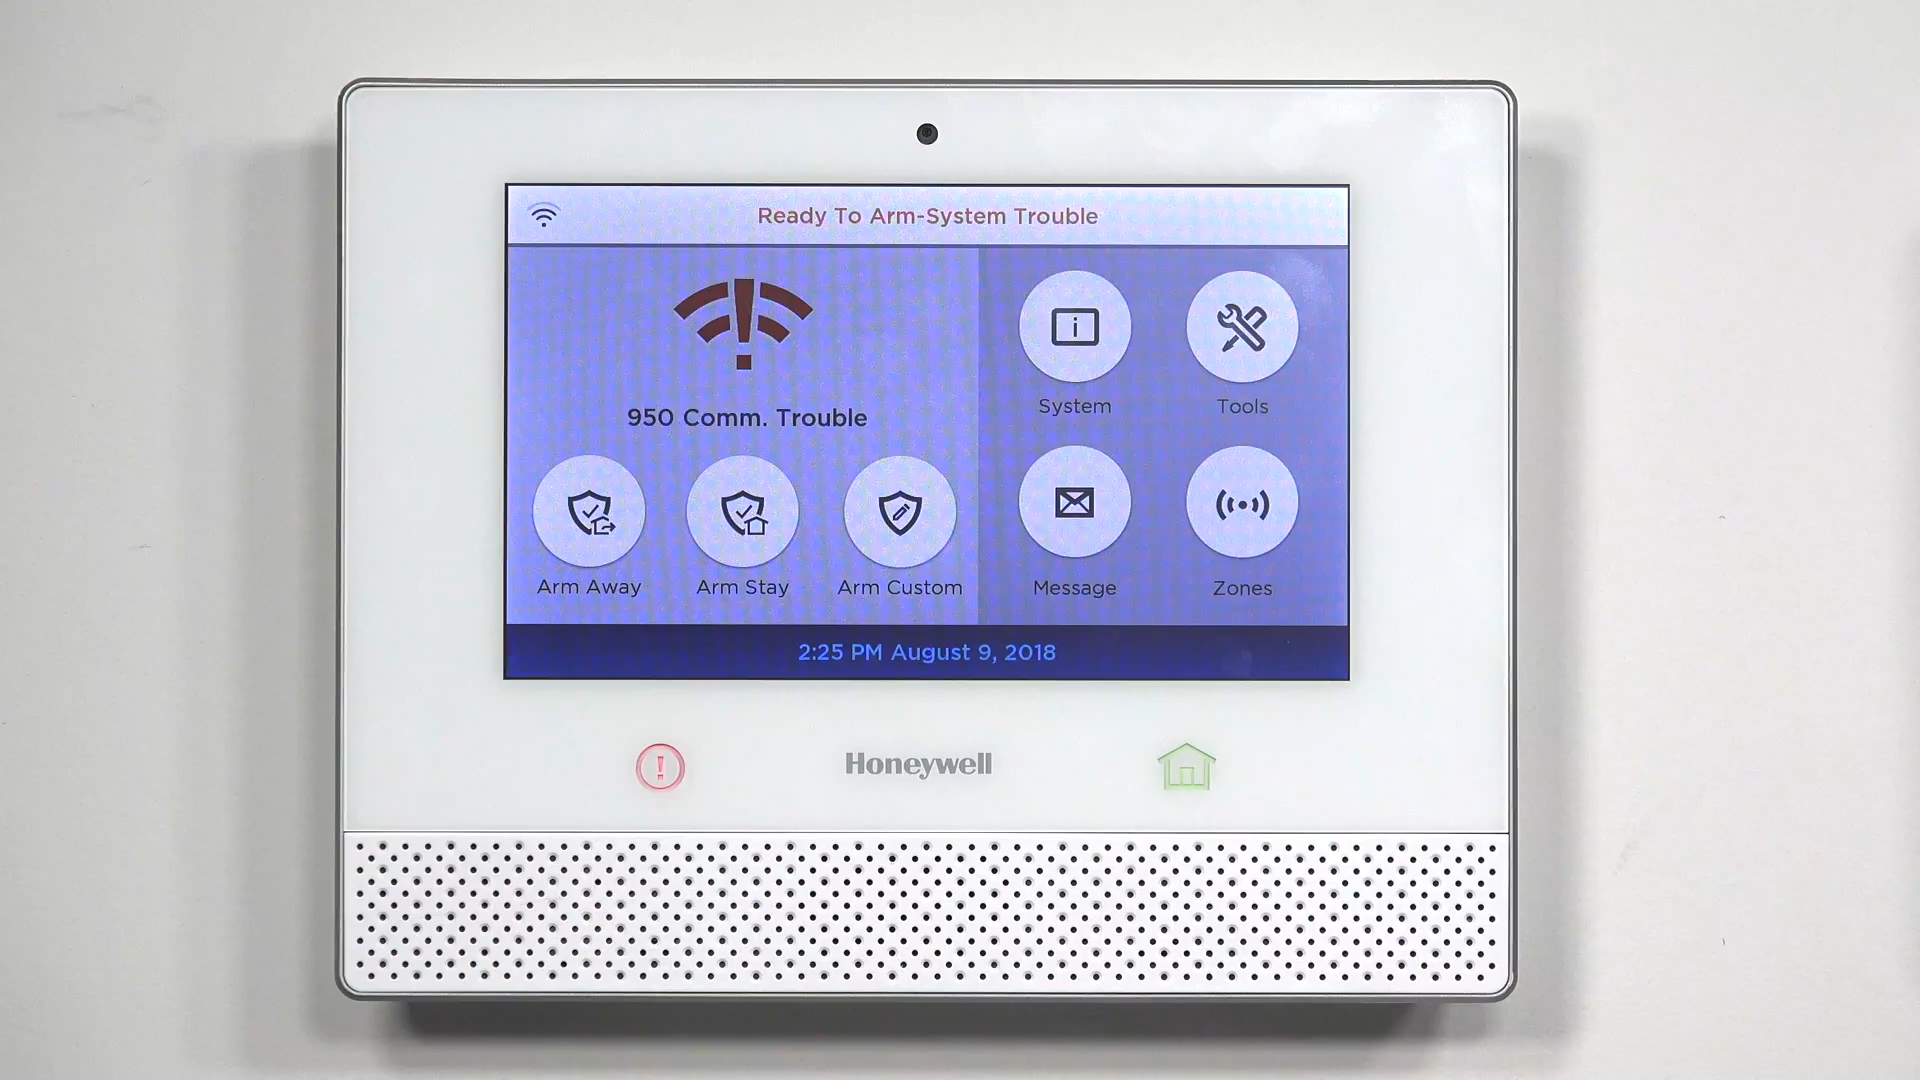 Ready To Arm-System Trouble
950 Comm. Trouble
System
Tools
Arm Away
Arm Stay
Arm Custom
Message
Zones
2:25 PM August 9, 2018
Honeywell